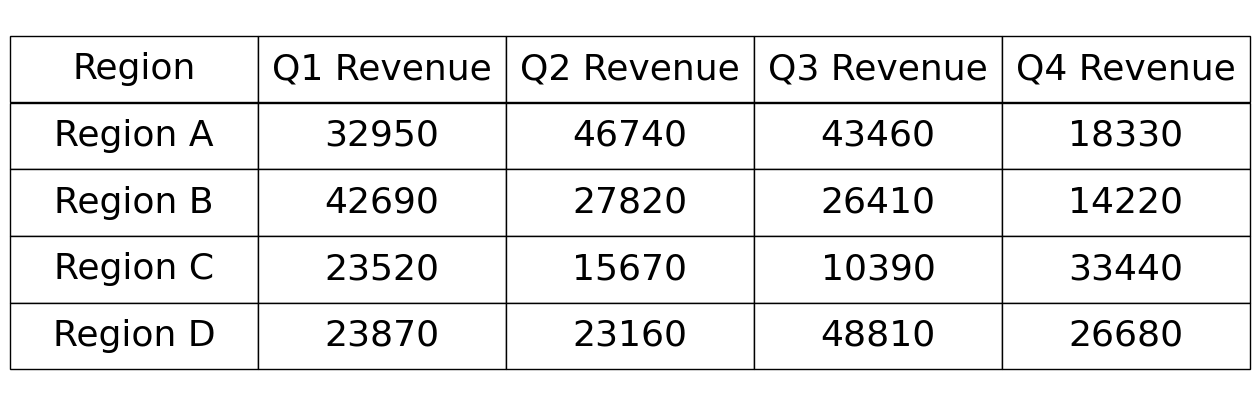 Region Q1 Revenue Q2 Revenue Q3 Revenue Q4 Revenue
Region A 32950 46740 43460 18330
Region B 42690 27820 26410 14220
Region C 23520 15670 10390 33440
Region D 23870 23160 48810 26680